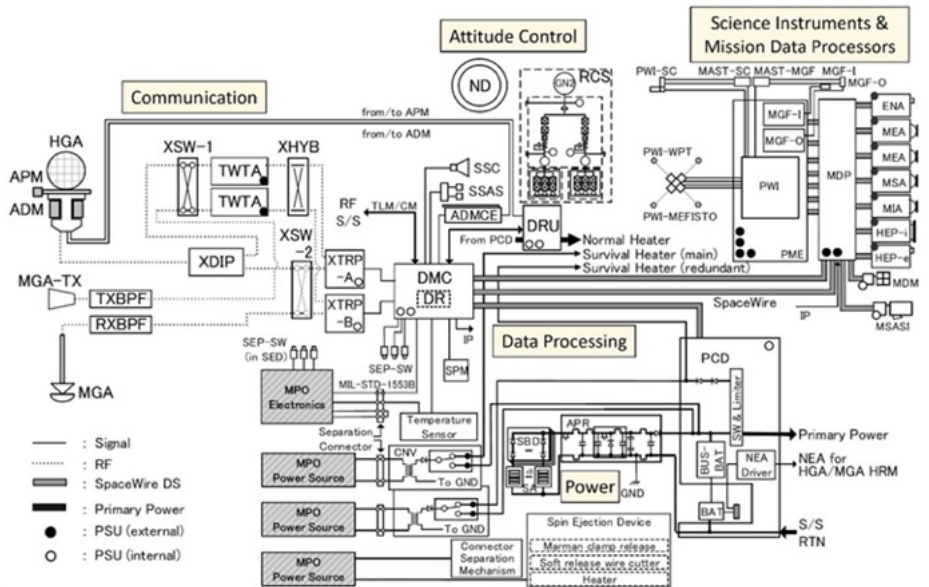 Attitude Control
Science Instruments &
Mission Data Processors
Communication
ND
GN2
RCS
PWI-SC
MAST-SC
MAST-MGF
MGF-I
MGF-O
from/to APM
from/to ADM
HGA
APM
ADM
XSW-1
TWTA
TWTA
XHYB
SSC
SSAS
ADMCE
RF
S/S
TLM/CM
XSW
-2
XDIP
XTRP
-A
XTRP
-B
MGA-TX
TXBPF
RXBPF
MGA
DMC
DR
DRU
From PCD
Normal Heater
Survival Heater (main)
Survival Heater (redundant)
MGF-I
MGF-O
PWI-WPT
PWI-MEFISTO
PWI
PME
MDP
ENA
MEA
MEA
MSA
MIA
HEP-i
HEP-e
MDM
MSASI
SpaceWire
IP
IP
SEP-SW
SPM
Data Processing
SEP-SW
(in SED)
MIL-STD-1553B
MPO
Electronics
Temperature
Sensor
Separation
Connector
CNV
To GND
To GND
MPO
Power Source
MPO
Power Source
MPO
Power Source
Connector
Separation
Mechanism
Spin Ejection Device
Marman clamp release
Soft release wire cutter
Heater
SBD
SA
APR
Power
GND
PCD
SW & Limiter
BUS-
BAT
BAT
NEA
Driver
Primary Power
NEA for
HGA/MGA HRM
S/S
RTN
: Signal
: RF
: SpaceWire DS
: Primary Power
: PSU (external)
: PSU (internal)